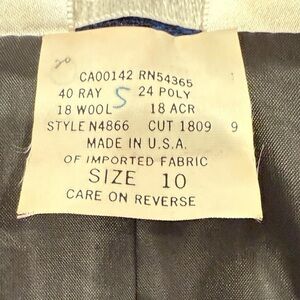 CA00142 RN54365
40 RAY 24 POLY
18 WOOL S 18 ACR
STYLE N4866 CUT 1809 9
MADE IN U.S.A.
OF IMPORTED FABRIC
SIZE 10
CARE ON REVERSE